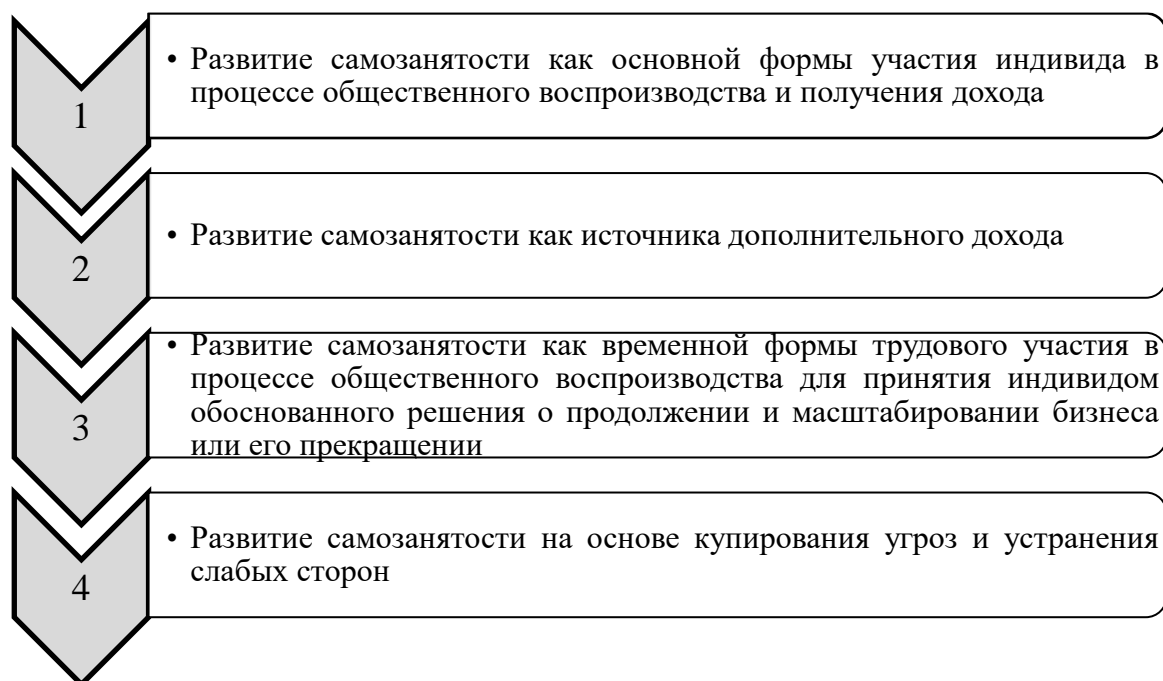 1
• Развитие самозанятости как основной формы участия индивида в
процессе общественного воспроизводства и получения дохода
2
• Развитие самозанятости как источника дополнительного дохода
3
• Развитие самозанятости как временной формы трудового участия в
процессе общественного воспроизводства для принятия индивидом
обоснованного решения о продолжении и масштабировании бизнеса
или его прекращении
4
• Развитие самозанятости на основе купирования угроз и устранения
слабых сторон